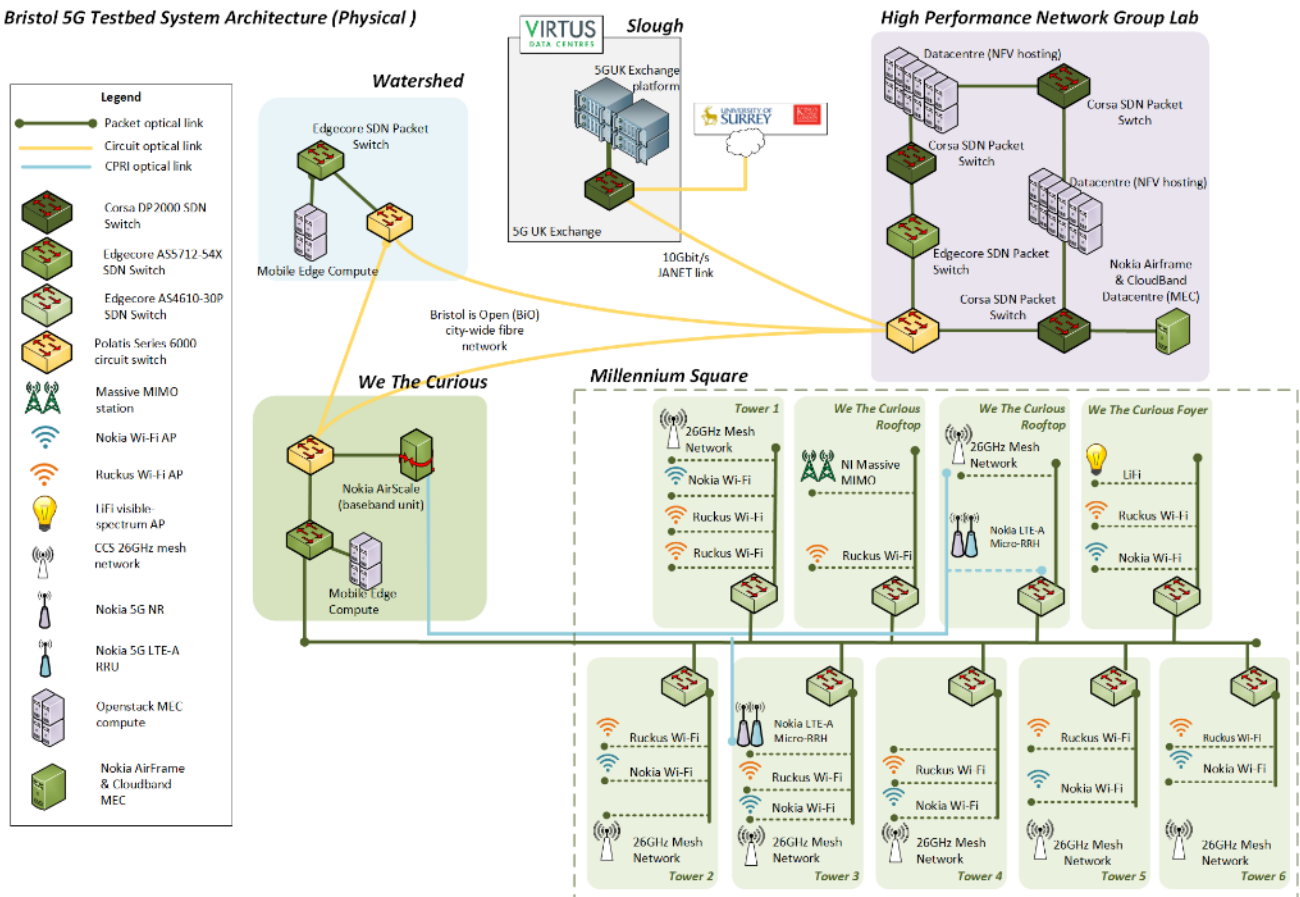 Bristol 5G Testbed System Architecture (Physical )
Legend
Packet optical link
Circuit optical link
CPRI optical link
Corsa DP2000 SDN
Switch
Edgecore AS5712-54X
SDN Switch
Edgecore AS4610-30P
SDN Switch
Polatis Series 6000
circuit switch
Massive MIMO
station
Nokia Wi-Fi AP
Ruckus Wi-Fi AP
LiFi visible-
spectrum AP
CCS 26GHz mesh
network
Nokia 5G NR
Nokia 5G LTE-A
RRU
Openstack MEC
compute
Nokia AirFrame
& Cloudband
MEC
Watershed
Edgecore SDN Packet
Switch
Mobile Edge Compute
VIRTUS
DATA CENTRES
Slough
5GUK Exchange
platform
5G UK Exchange
UNIVERSITY OF
SURREY
10Gbit/s
JANET link
Bristol is Open (BiO)
city-wide fibre
network
High Performance Network Group Lab
Datacentre (NFV hosting)
Corsa SDN Packet
Switch
Corsa SDN Packet
Switch
Datacentre (NFV hosting)
Edgecore SDN Packet
Switch
Corsa SDN Packet
Switch
Nokia Airframe
& CloudBand
Datacentre (MEC)
We The Curious
Nokia AirScale
(baseband unit)
Mobile Edge
Compute
Millennium Square
Tower 1
26GHz Mesh
Network
Nokia Wi-Fi
Ruckus Wi-Fi
Ruckus Wi-Fi
We The Curious
Rooftop
NI Massive
MIMO
Ruckus Wi-Fi
We The Curious
Rooftop
26GHz Mesh
Network
Nokia LTE-A
Micro-RRH
We The Curious Foyer
LiFi
Ruckus Wi-Fi
Nokia Wi-Fi
Ruckus Wi-Fi
Nokia Wi-Fi
26GHz Mesh
Network
Tower 2
Nokia LTE-A
Micro-RRH
Ruckus Wi-Fi
Nokia Wi-Fi
26GHz Mesh
Network
Tower 3
Ruckus Wi-Fi
Nokia Wi-Fi
26GHz Mesh
Network
Tower 4
Ruckus Wi-Fi
Nokia Wi-Fi
26GHz Mesh
Network
Tower 5
Ruckus Wi-Fi
Nokia Wi-Fi
26GHz Mesh
Network
Tower 6